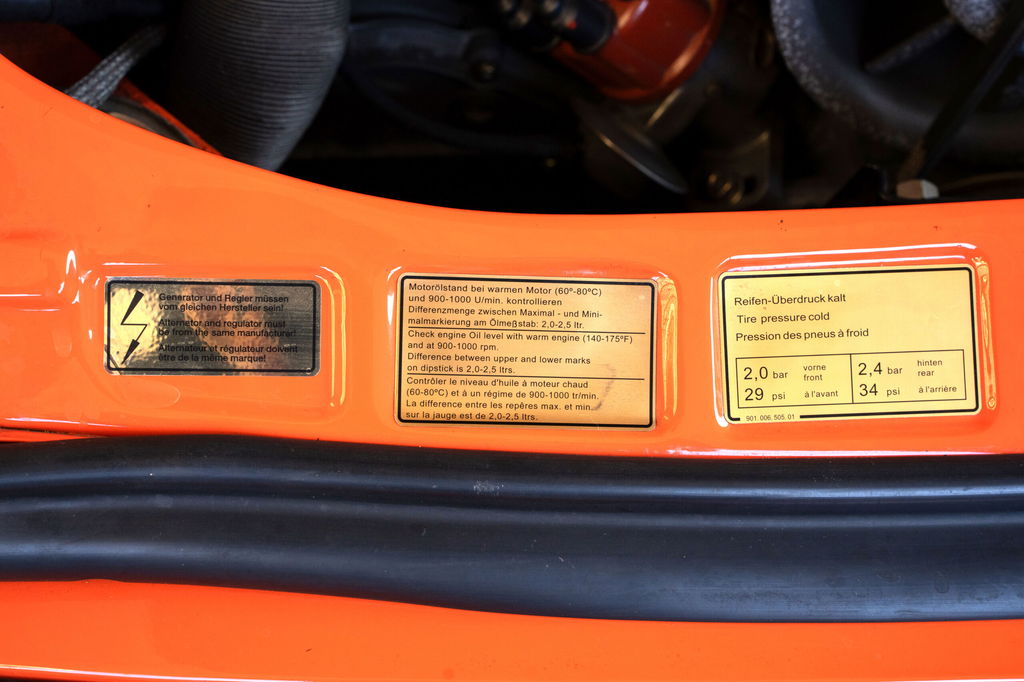 Generator und Regler müssen
vom gleichen Hersteller sein!
Alternetor and regulator must
be from the same manufacturer!
Alternateur et régulateur doivent
être de la même marque!
Motorölstand bei warmen Motor (60º-80ºC)
und 900-1000 U/min. kontrollieren
Differenzmenge zwischen Maximal - und Mini-
malmarkierung am Ölmeßstab: 2,0-2,5 ltr.
Check engine Oil level with warm engine (140-175ºF)
and at 900-1000 rpm.
Difference between upper and lower marks
on dipstick is 2,0-2,5 ltrs.
Contrôler le niveau d'huile à moteur chaud
(60-80ºC) et à un régime de 900-1000 tr/min.
La difference entre les repères max. et min.
sur la jauge est de 2,0-2,5 ltrs.
Reifen-Überdruck kalt
Tire pressure cold
Pression des pneus à froid
2,0 bar vorne front
29 psi à l'avant
2,4 bar hinten rear
34 psi à l'arrière
901.006.505.01